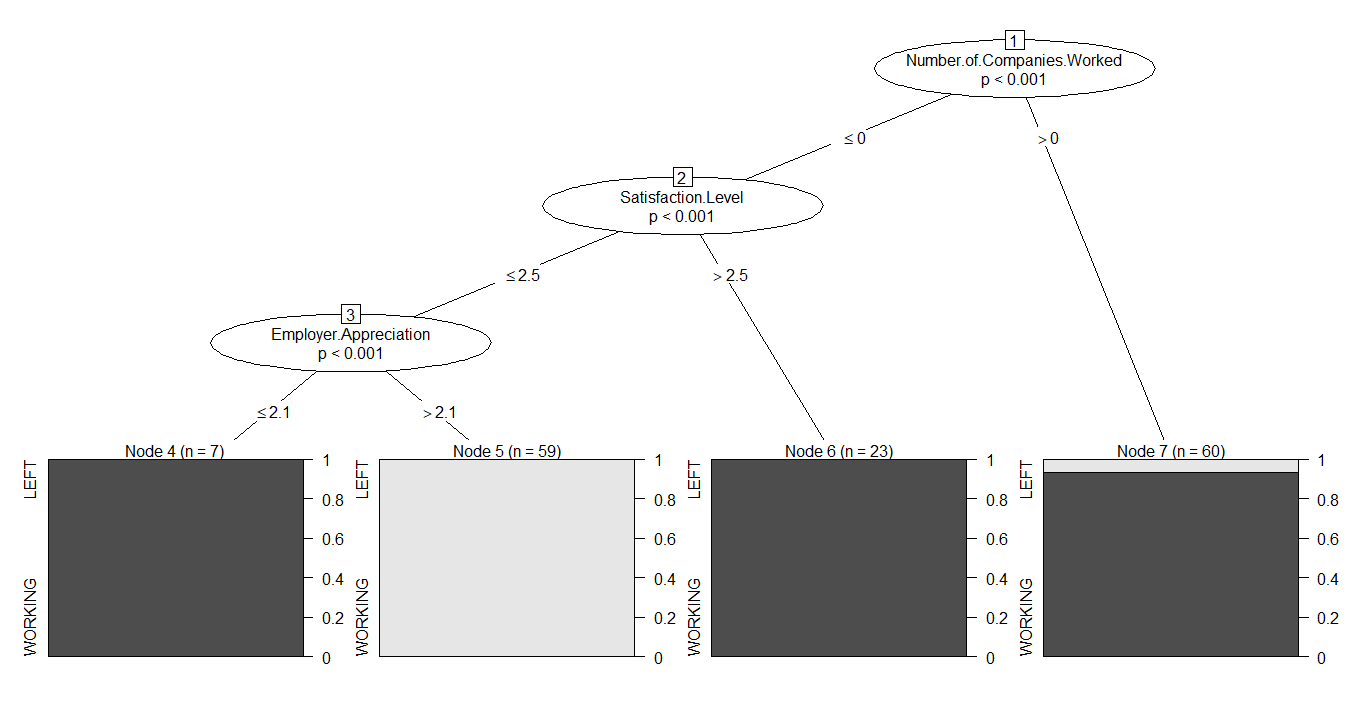 1
Number.of.Companies.Worked
p < 0.001
≤ 0
> 0
2
Satisfaction.Level
p < 0.001
≤ 2.5
> 2.5
3
Employer.Appreciation
p < 0.001
≤ 2.1
> 2.1
Node 4 (n = 7)
LEFT
WORKING
1
0.8
0.6
0.4
0.2
0
Node 5 (n = 59)
LEFT
WORKING
1
0.8
0.6
0.4
0.2
0
Node 6 (n = 23)
LEFT
WORKING
1
0.8
0.6
0.4
0.2
0
Node 7 (n = 60)
LEFT
WORKING
1
0.8
0.6
0.4
0.2
0